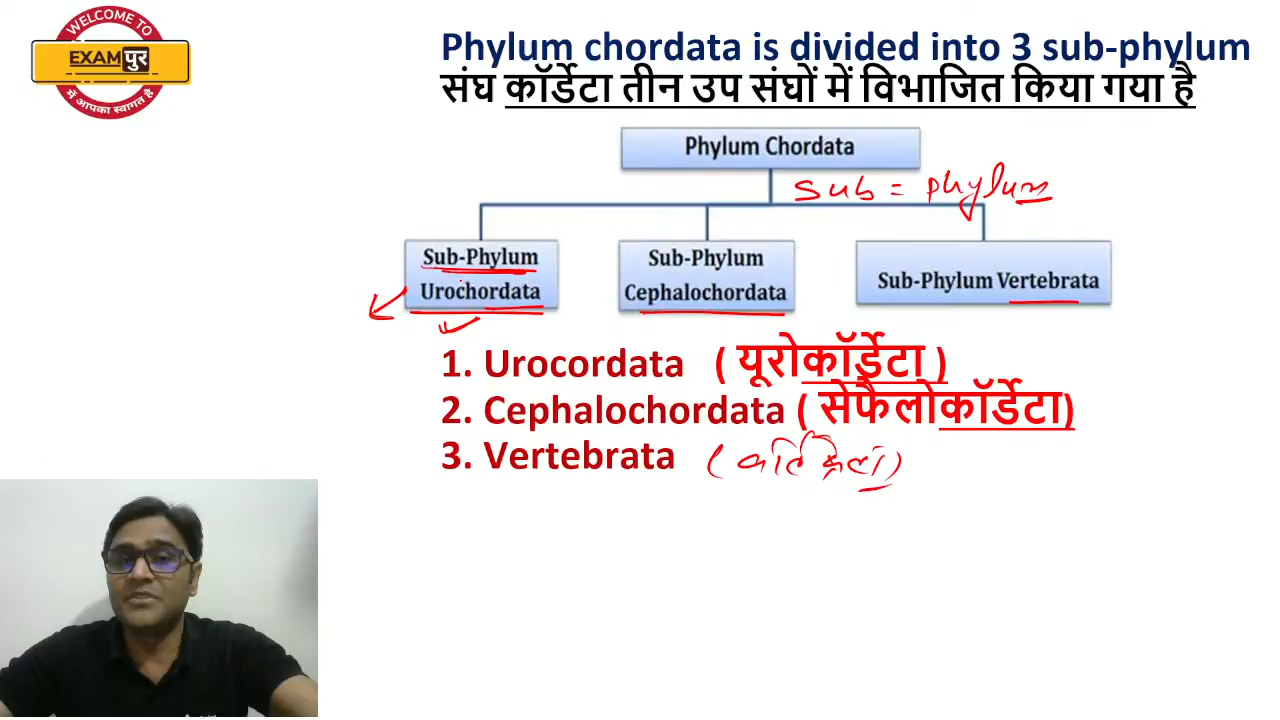 WELCOME TO
EXAMपुर
में आपका स्वागत है
Phylum chordata is divided into 3 sub-phylum
संघ कॉर्डेटा तीन उप संघों में विभाजित किया गया है
Phylum Chordata
sub = phylum
Sub-Phylum
Urochordata
Sub-Phylum
Cephalochordata
Sub-Phylum Vertebrata
1. Urocordata ( यूरोकॉर्डेटा )
2. Cephalochordata ( सेफैलोकॉर्डेटा)
3. Vertebrata